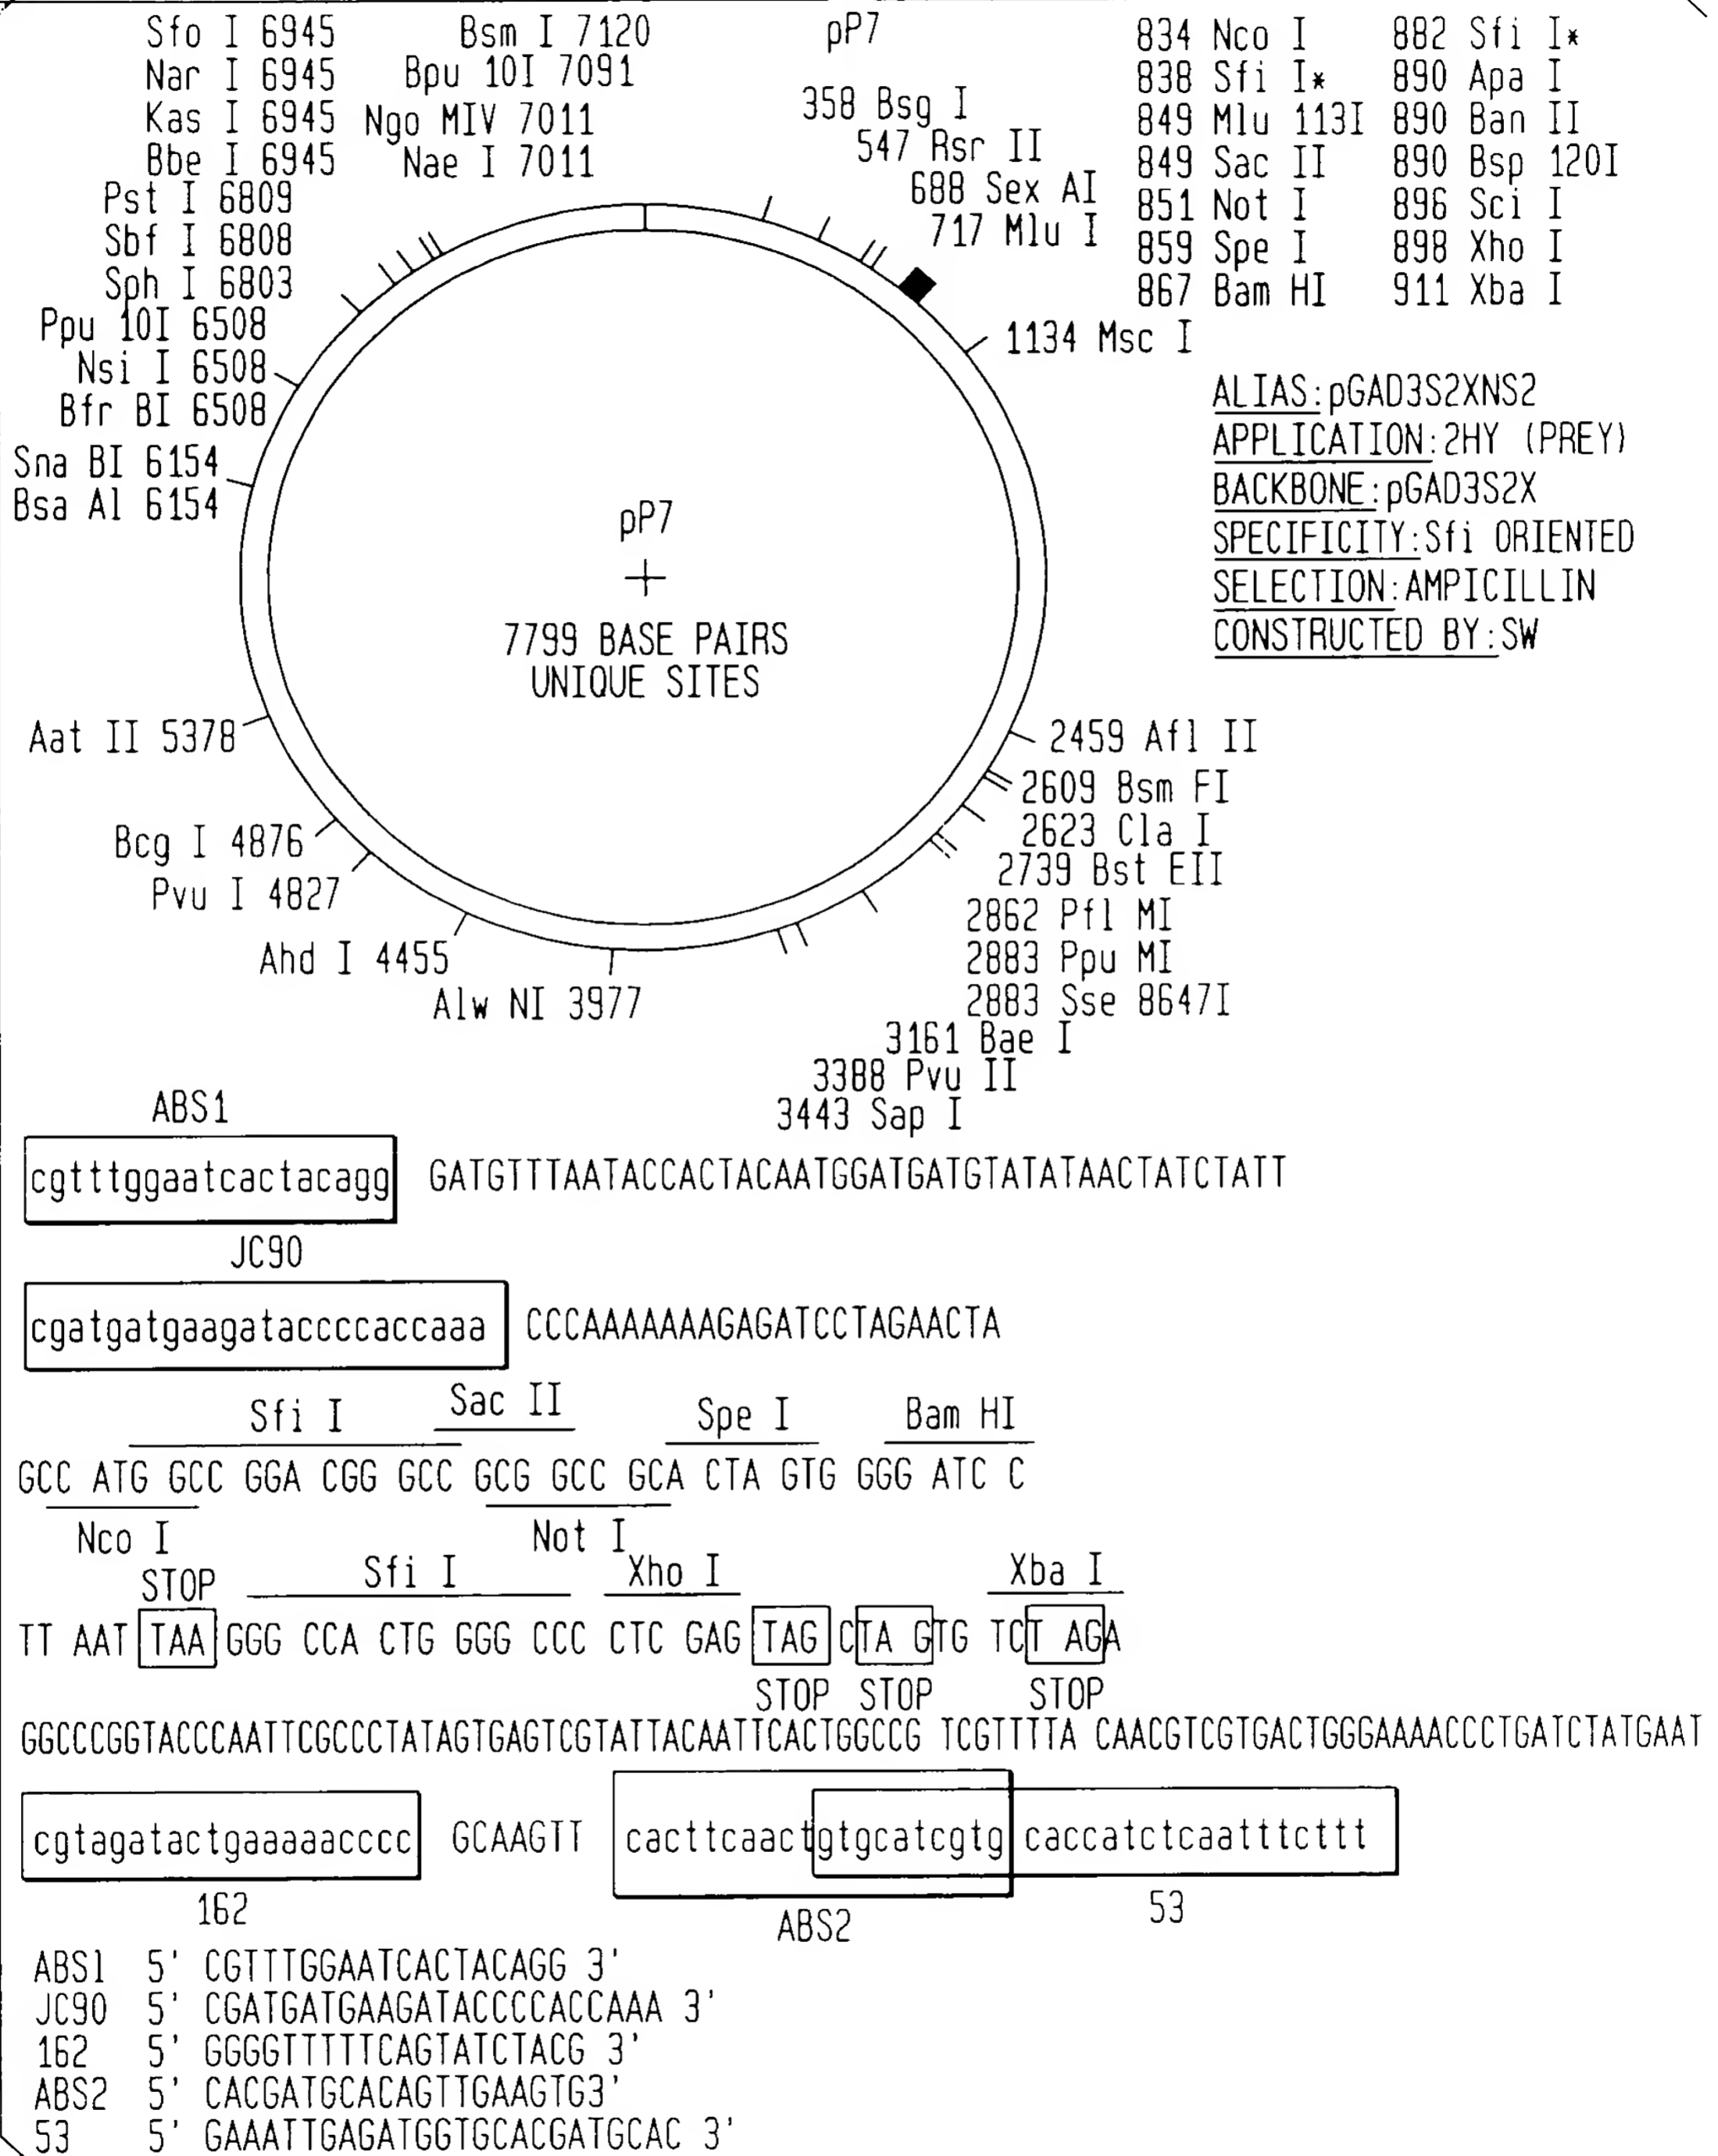 pP7
Sfo I 6945
Nar I 6945
Kas I 6945
Bbe I 6945
Pst I 6809
Sbf I 6808
Sph I 6803
Ppu 10I 6508
Nsi I 6508
Bfr BI 6508
Sna BI 6154
Bsa Al 6154
Aat II 5378
Bcg I 4876
Pvu I 4827
Ahd I 4455
Alw NI 3977
Bsm I 7120
Bpu 10I 7091
Ngo MIV 7011
Nae I 7011
358 Bsg I
547 Rsr II
688 Sex AI
717 Mlu I
834 Nco I
838 Sfi I*
849 Mlu 113I
849 Sac II
851 Not I
859 Spe I
867 Bam HI
882 Sfi I*
890 Apa I
890 Ban II
890 Bsp 120I
896 Sci I
898 Xho I
911 Xba I
1134 Msc I
ALIAS:pGAD3S2XNS2
APPLICATION:2HY (PREY)
BACKBONE:pGAD3S2X
SPECIFICITY:Sfi ORIENTED
SELECTION:AMPICILLIN
CONSTRUCTED BY:SW
pP7
7799 BASE PAIRS
UNIQUE SITES
2459 Afl II
2609 Bsm FI
2623 Cla I
2739 Bst EII
2862 Pfl MI
2883 Ppu MI
2883 Sse 8647I
3161 Bae I
3388 Pvu II
3443 Sap I
ABS1
cgtttggaatcactacagg GATGTTTAATACCACTACAATGGATGATGTATATAACTATCTATT
JC90
cgatgatgaagataccccaccaaa CCCAAAAAAAGAGATCCTAGAACTA
Sfi I Sac II Spe I Bam HI
GCC ATG GCC GGA CGG GCC GCG GCC GCA CTA GTG GGG ATC C
Nco I Not I
STOP Sfi I Xho I Xba I
TT AAT TAA GGG CCA CTG GGG CCC CTC GAG TAG CTA GTG TCT AGA
STOP STOP STOP
GGCCCGGTACCCAATTCGCCCTATAGTGAGTCGTATTACAATTCACTGGCCG TCGTTTTA CAACGTCGTGACTGGGAAAACCCTGATCTATGAAT
cgtagatactgaaaaacccc GCAAGTT cacttcaactgtgcatcgtg caccatctcaatttcttt
162 ABS2 53
ABS1 5' CGTTTGGAATCACTACAGG 3'
JC90 5' CGATGATGAAGATACCCCACCAAA 3'
162 5' GGGGTTTTTCAGTATCTACG 3'
ABS2 5' CACGATGCACAGTTGAAGTG3'
53 5' GAAATTGAGATGGTGCACGATGCAC 3'